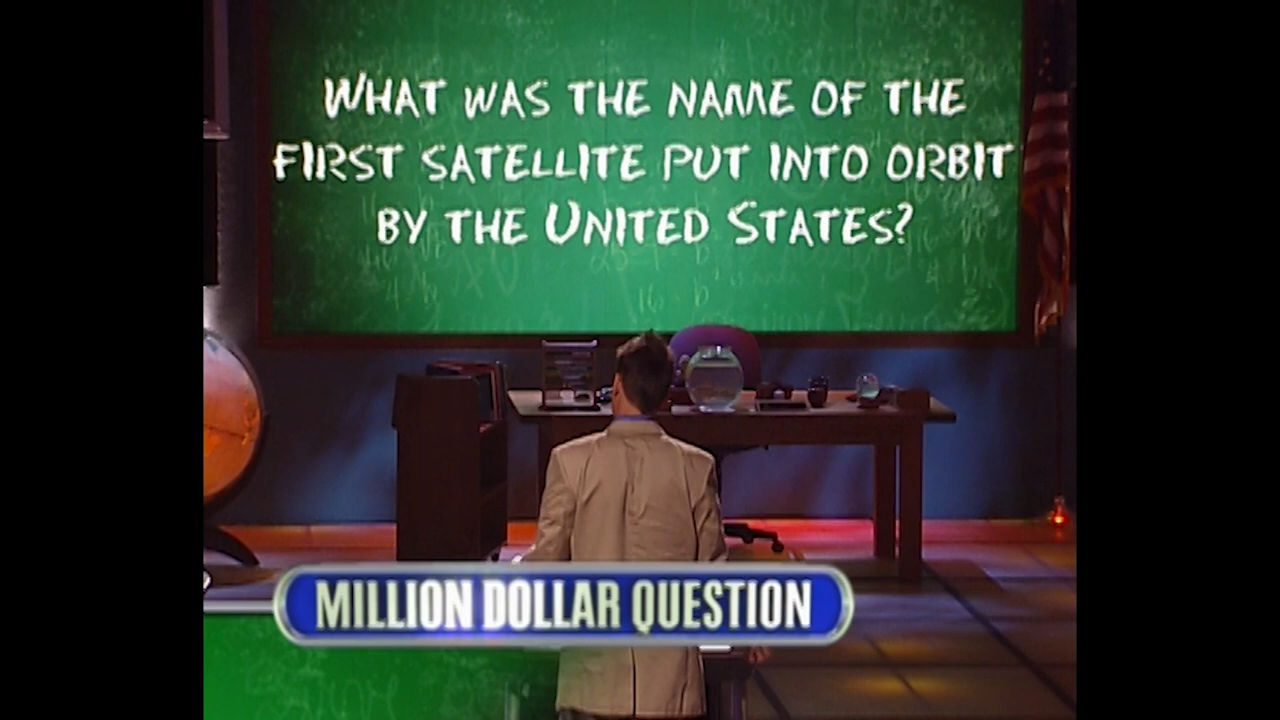 WHAT WAS THE NAME OF THE
FIRST SATELLITE PUT INTO ORBIT
BY THE UNITED STATES?
MILLION DOLLAR QUESTION